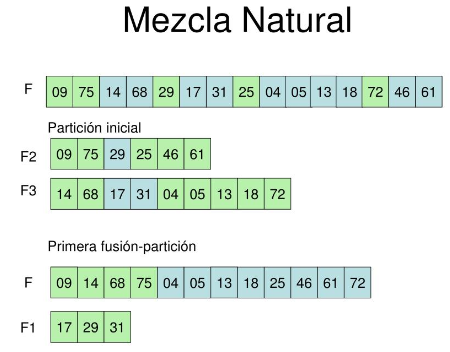 Mezcla Natural
F 09 75 14 68 29 17 31 25 04 05 13 18 72 46 61
Partición inicial
F2 09 75 29 25 46 61
F3 14 68 17 31 04 05 13 18 72
Primera fusión-partición
F 09 14 68 75 04 05 13 18 25 46 61 72
F1 17 29 31